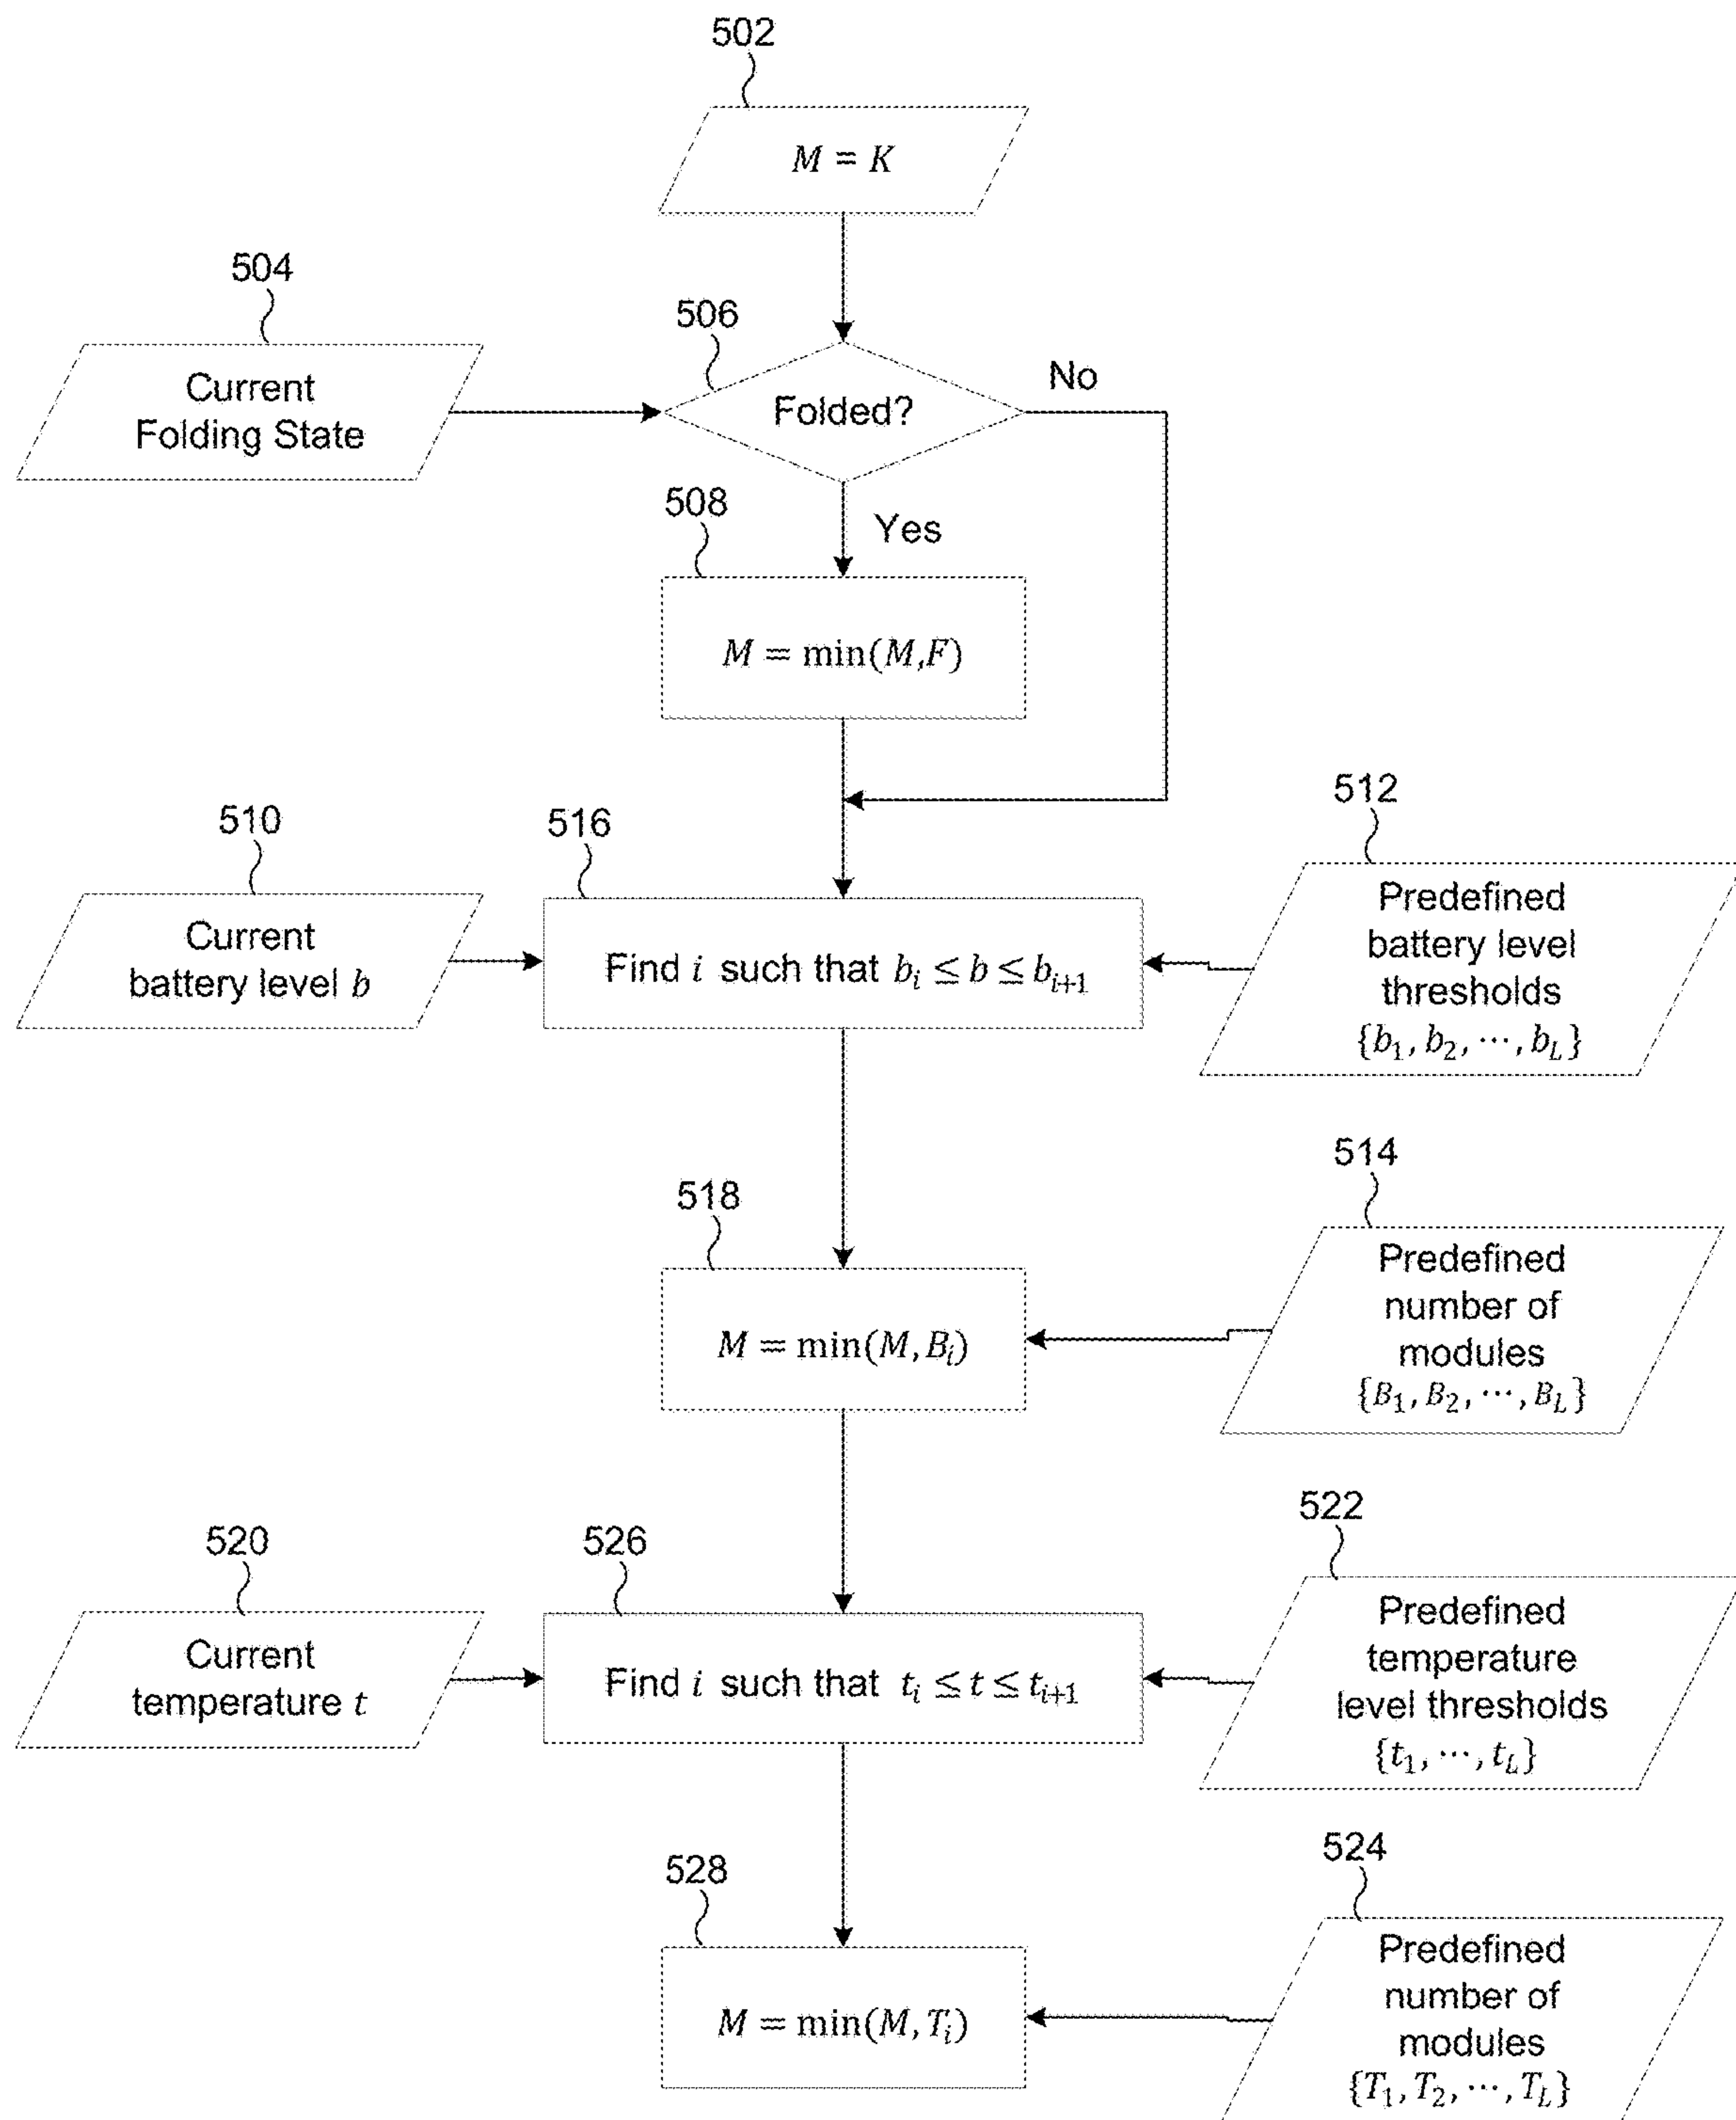 502
M = K
504
Current
Folding State
506
Folded?
No
508
Yes
M = min(M,F)
510
Current
battery level b
516
Find i such that b_i ≤ b ≤ b_{i+1}
512
Predefined
battery level
thresholds
{b_1, b_2, ⋯, b_L}
514
Predefined
number of
modules
{B_1, B_2, ⋯, B_L}
518
M = min(M, B_i)
520
Current
temperature t
526
Find i such that t_i ≤ t ≤ t_{i+1}
522
Predefined
temperature
level thresholds
{t_1, ⋯, t_L}
528
M = min(M, T_i)
524
Predefined
number of
modules
{T_1, T_2, ⋯, T_L}